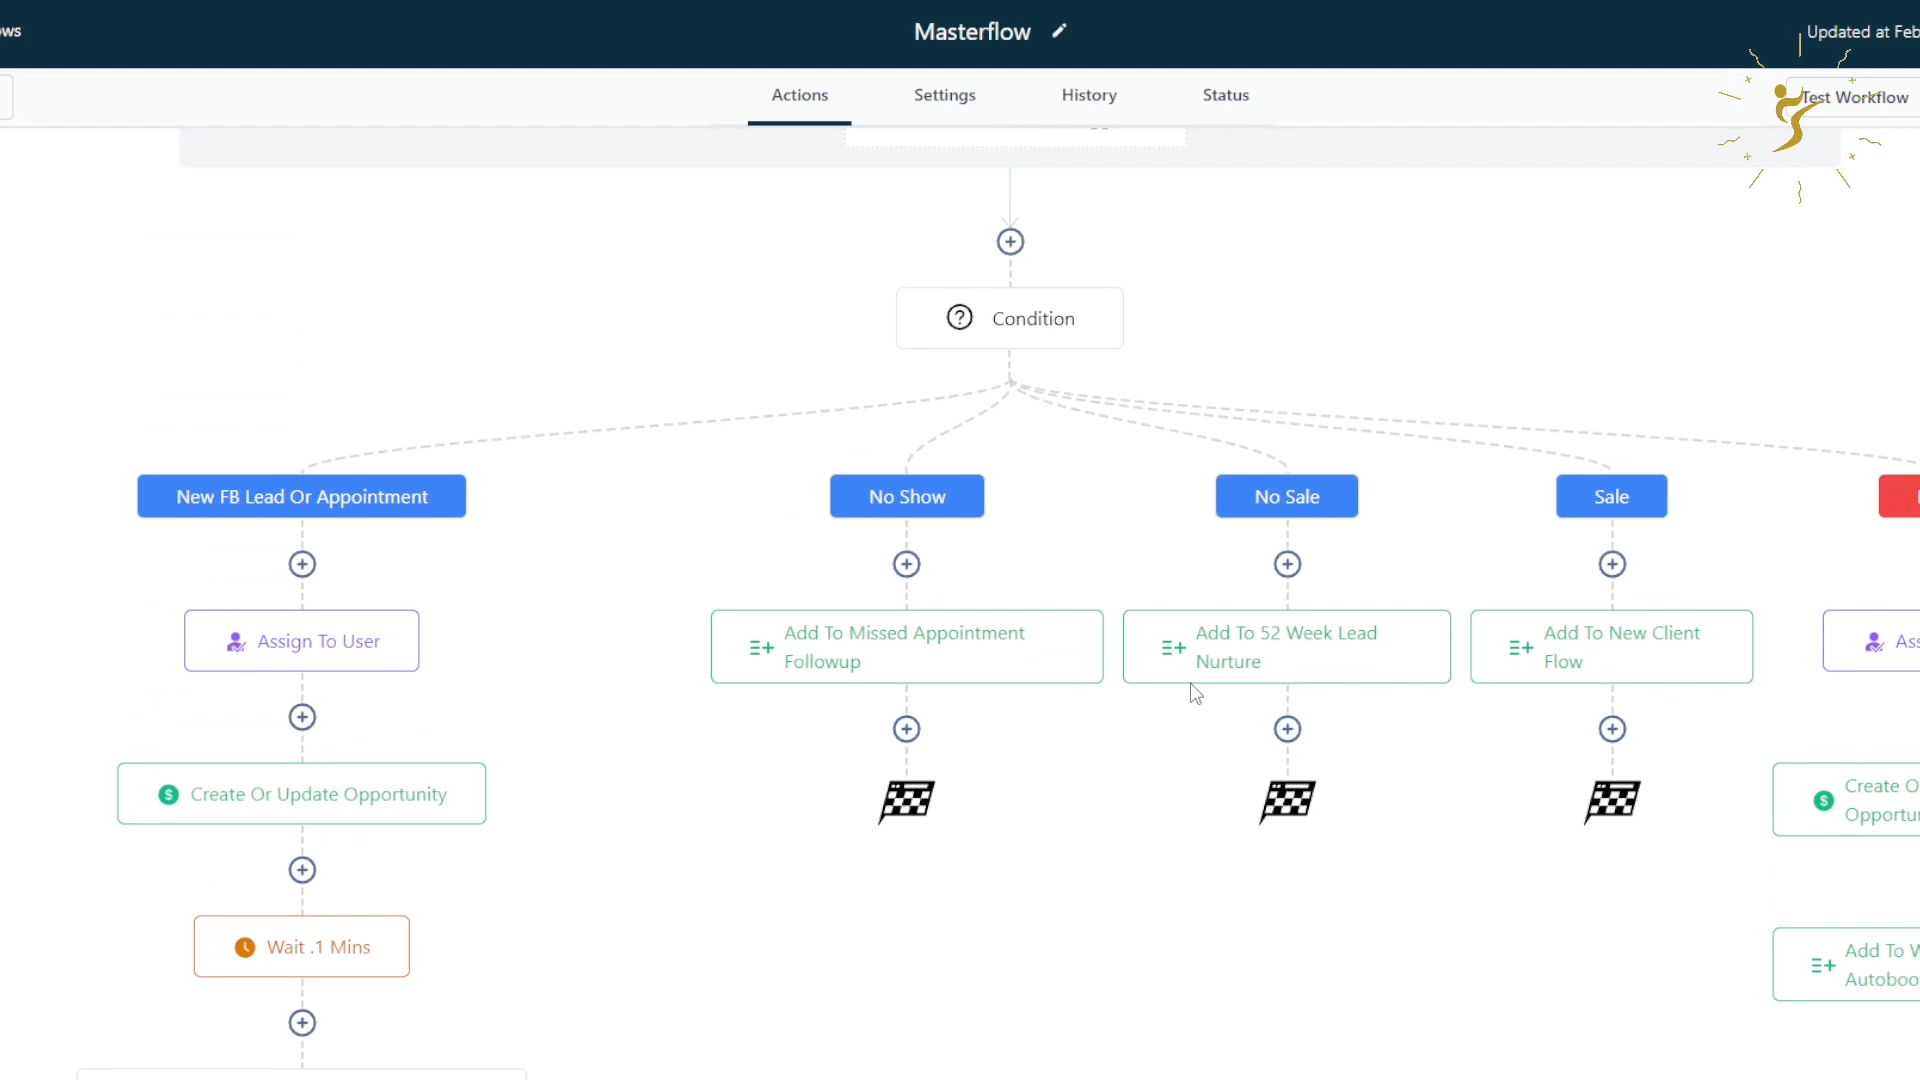 Masterflow
Updated at Feb
Actions
Settings
History
Status
Test Workflow
Condition
New FB Lead Or Appointment
No Show
No Sale
Sale
Assign To User
Add To Missed Appointment
Followup
Add To 52 Week Lead
Nurture
Add To New Client
Flow
Create Or Update Opportunity
Wait .1 Mins
Create O
Opportu
Add To W
Autoboo